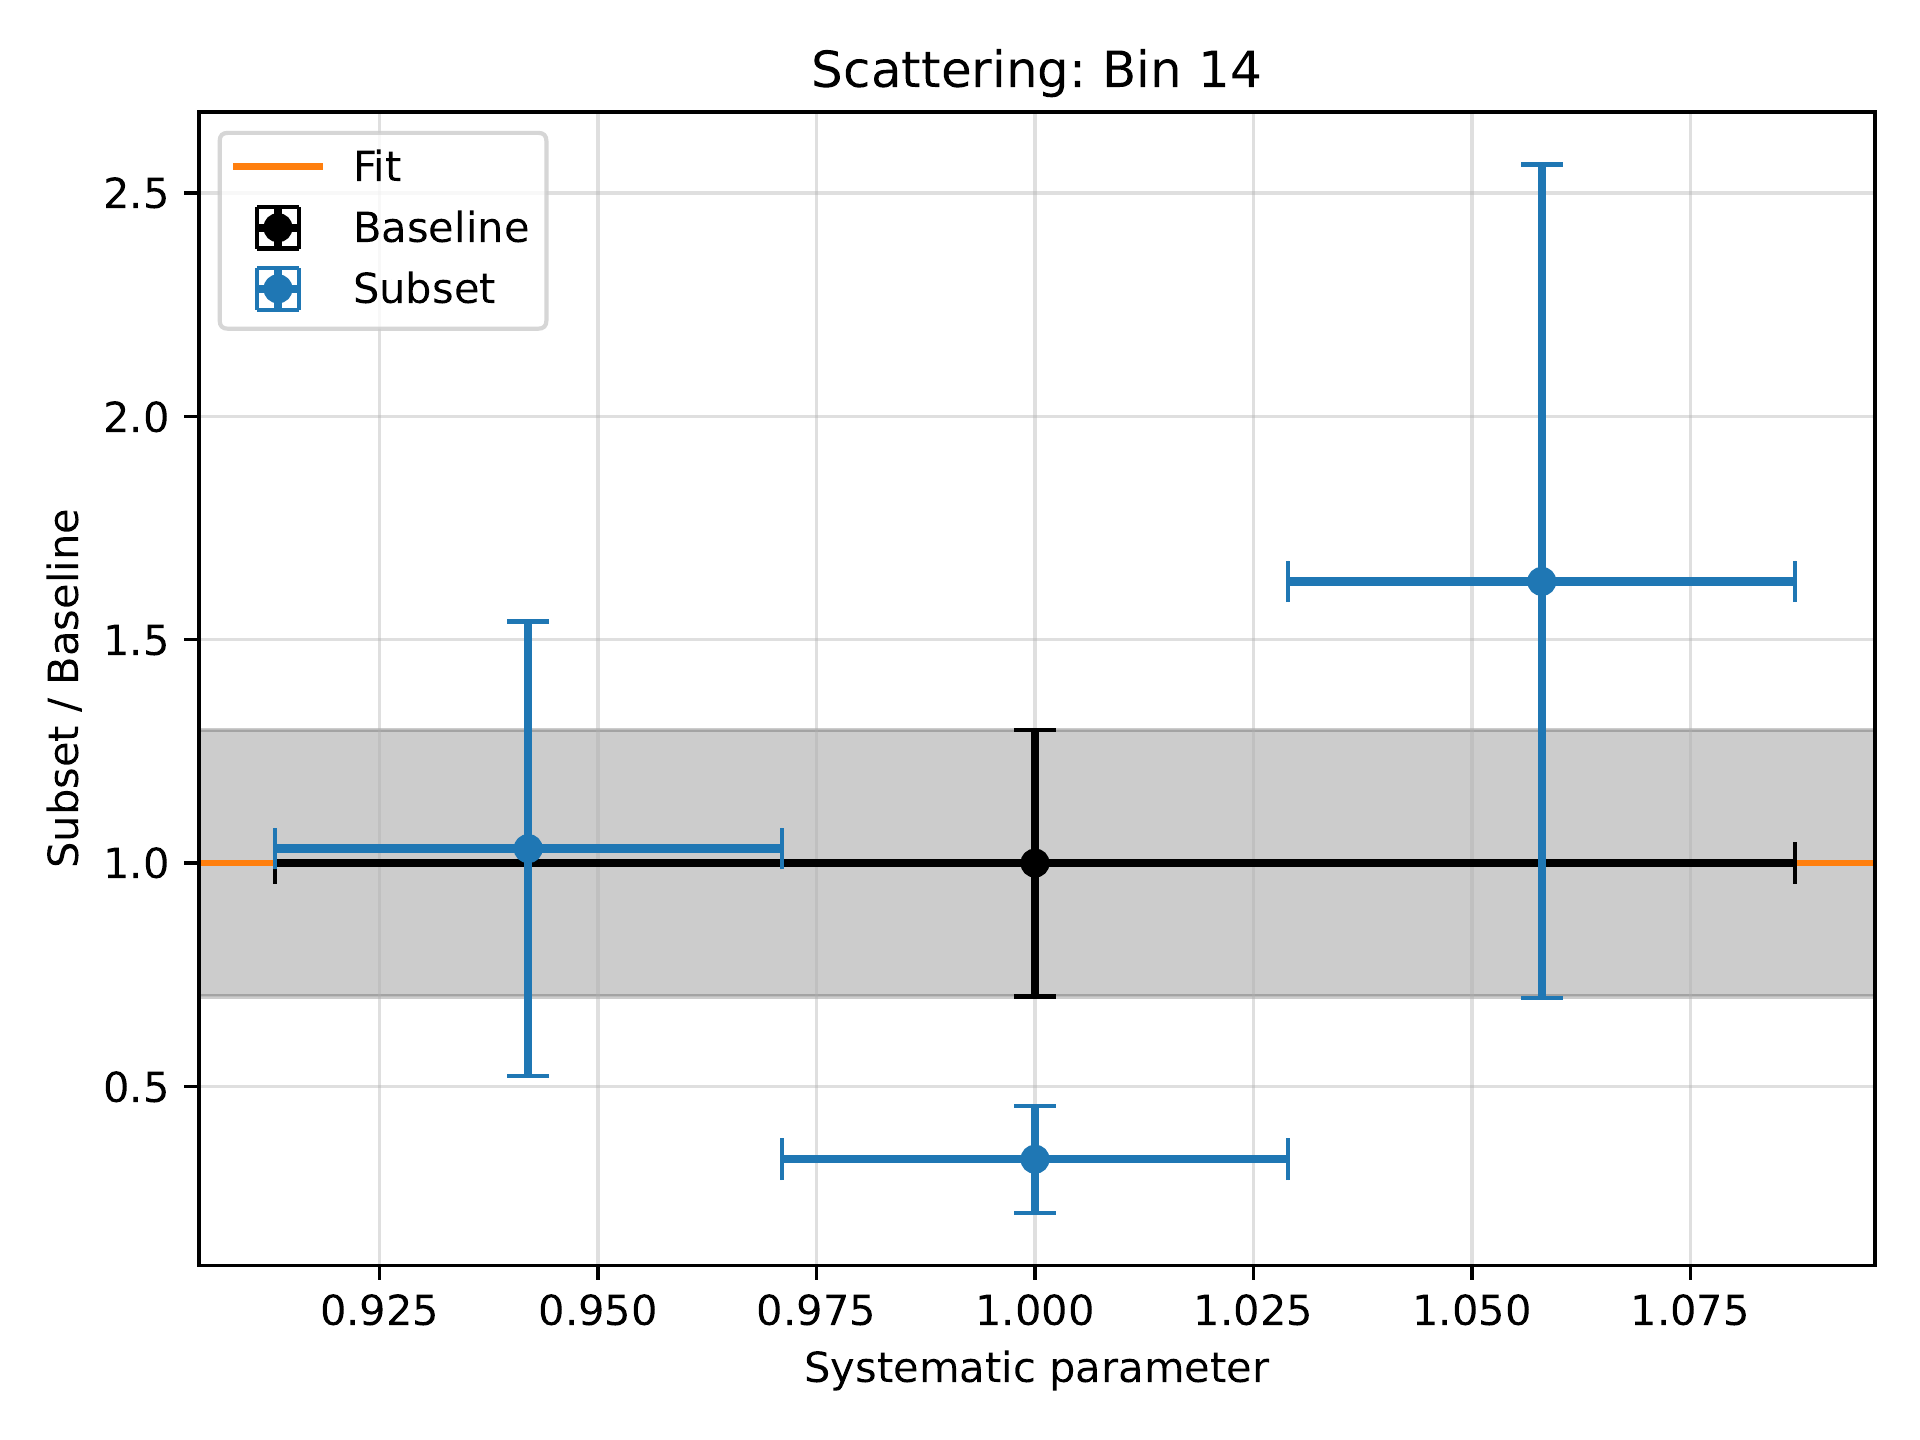 Scattering: Bin 14
Fit
Baseline
Subset
2.5
2.0
1.5
1.0
0.5
Subset / Baseline
0.925 0.950 0.975 1.000 1.025 1.050 1.075
Systematic parameter